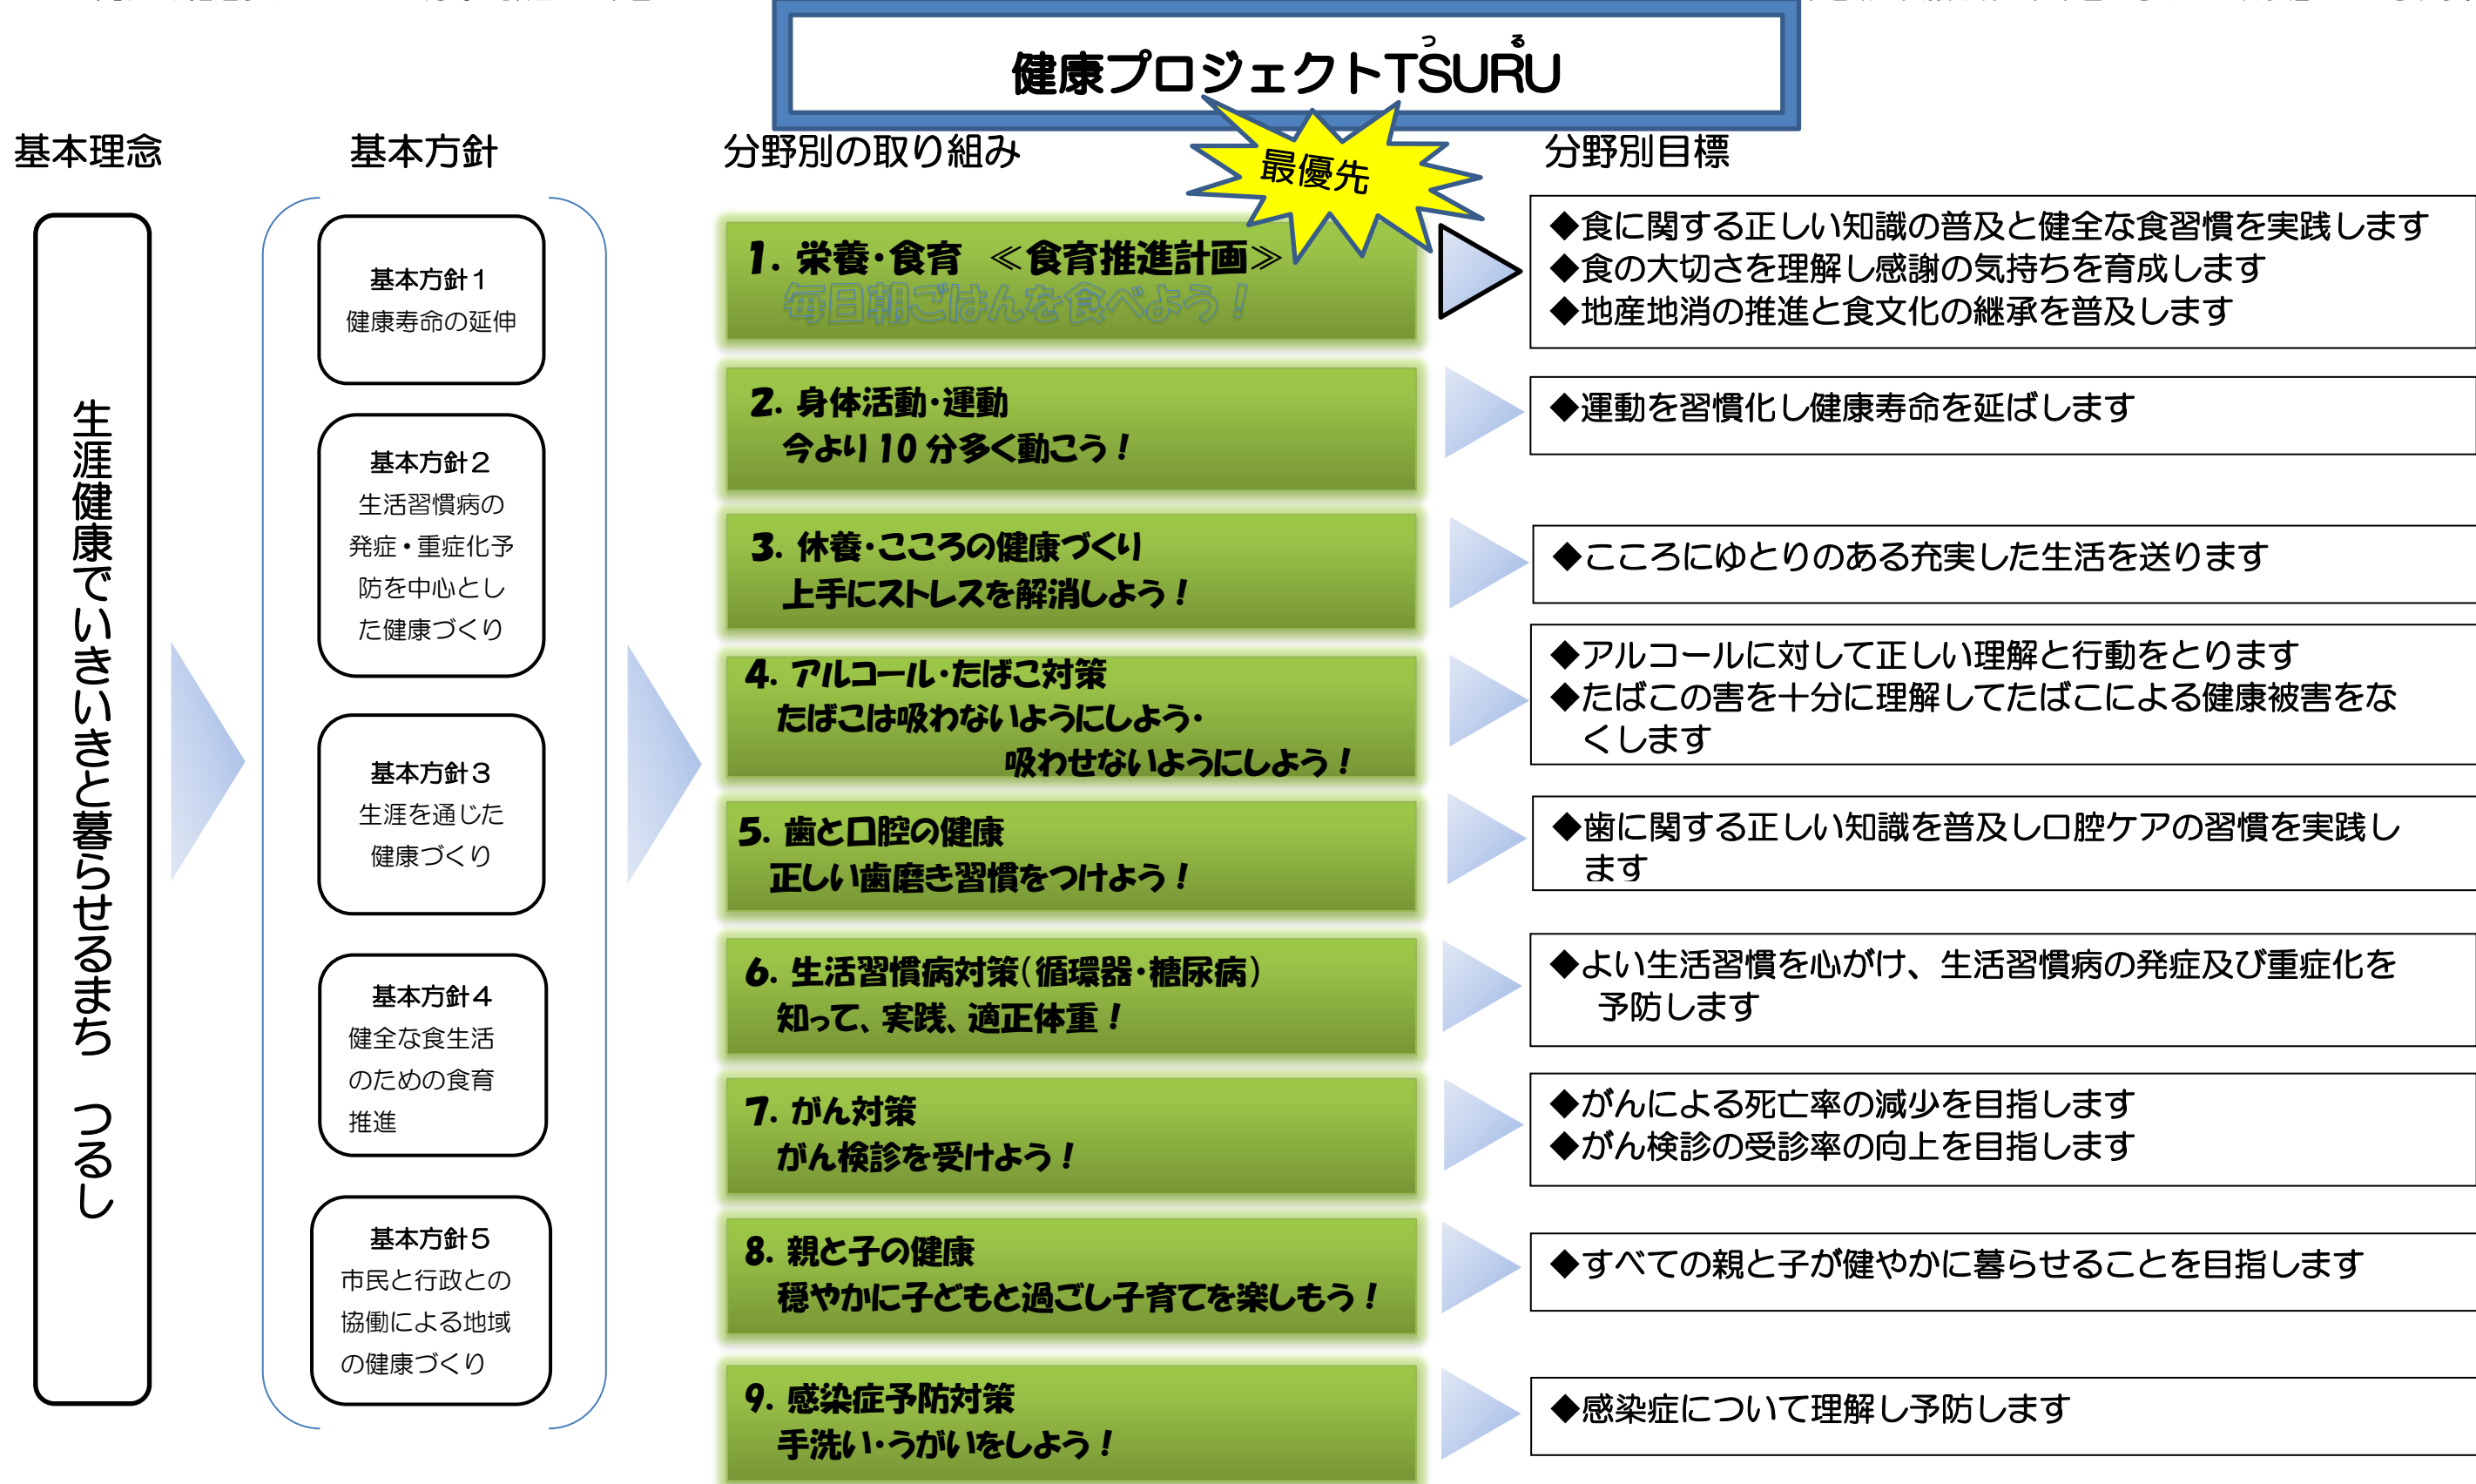 健康プロジェクトTSURU
つ る
基本理念
基本方針
分野別の取り組み
最優先
分野別目標
生涯健康でいきいきと暮らせるまち　つるし
基本方針1
健康寿命の延伸
基本方針2
生活習慣病の
発症・重症化予
防を中心とし
た健康づくり
基本方針3
生涯を通じた
健康づくり
基本方針4
健全な食生活
のための食育
推進
基本方針5
市民と行政との
協働による地域
の健康づくり
1. 栄養・食育　≪食育推進計画≫
毎日朝ごはんを食べよう！
◆食に関する正しい知識の普及と健全な食習慣を実践します
◆食の大切さを理解し感謝の気持ちを育成します
◆地産地消の推進と食文化の継承を普及します
2. 身体活動・運動
今より10分多く動こう！
◆運動を習慣化し健康寿命を延ばします
3. 休養・こころの健康づくり
上手にストレスを解消しよう！
◆こころにゆとりのある充実した生活を送ります
4. アルコール・たばこ対策
たばこは吸わないようにしよう・
吸わせないようにしよう！
◆アルコールに対して正しい理解と行動をとります
◆たばこの害を十分に理解してたばこによる健康被害をな
くします
5. 歯と口腔の健康
正しい歯磨き習慣をつけよう！
◆歯に関する正しい知識を普及し口腔ケアの習慣を実践し
ます
6. 生活習慣病対策(循環器・糖尿病)
知って、実践、適正体重！
◆よい生活習慣を心がけ、生活習慣病の発症及び重症化を
予防します
7. がん対策
がん検診を受けよう！
◆がんによる死亡率の減少を目指します
◆がん検診の受診率の向上を目指します
8. 親と子の健康
穏やかに子どもと過ごし子育てを楽しもう！
◆すべての親と子が健やかに暮らせることを目指します
9. 感染症予防対策
手洗い・うがいをしよう！
◆感染症について理解し予防します